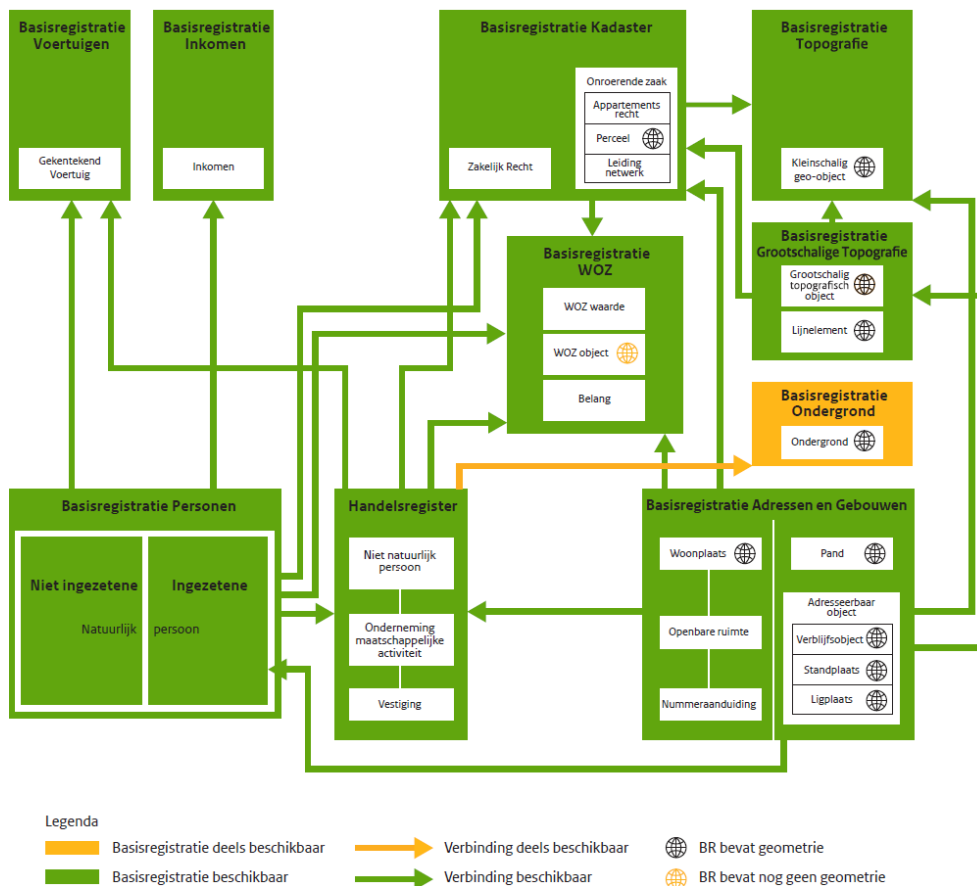 Basisregistratie
Voertuigen
Gekentekend
Voertuig
Basisregistratie
Inkomen
Inkomen
Basisregistratie Kadaster
Zakelijk Recht
Onroerende zaak
Appartements
recht
Perceel
Leiding
netwerk
Basisregistratie
Topografie
Kleinschalig
geo-object
Basisregistratie
Grootschalige Topografie
Grootschalig
topografisch
object
Lijnelement
Basisregistratie
WOZ
WOZ waarde
WOZ object
Belang
Basisregistratie
Ondergrond
Ondergrond
Basisregistratie Personen
Niet ingezetene
Ingezetene
Natuurlijk persoon
Handelsregister
Niet natuurlijk
persoon
Onderneming
maatschappelijke
activiteit
Vestiging
Basisregistratie Adressen en Gebouwen
Woonplaats
Openbare ruimte
Nummeraanduiding
Pand
Adresseerbaar
object
Verblijfsobject
Standplaats
Ligplaats
Legenda
Basisregistratie deels beschikbaar
Verbinding deels beschikbaar
BR bevat geometrie
Basisregistratie beschikbaar
Verbinding beschikbaar
BR bevat nog geen geometrie